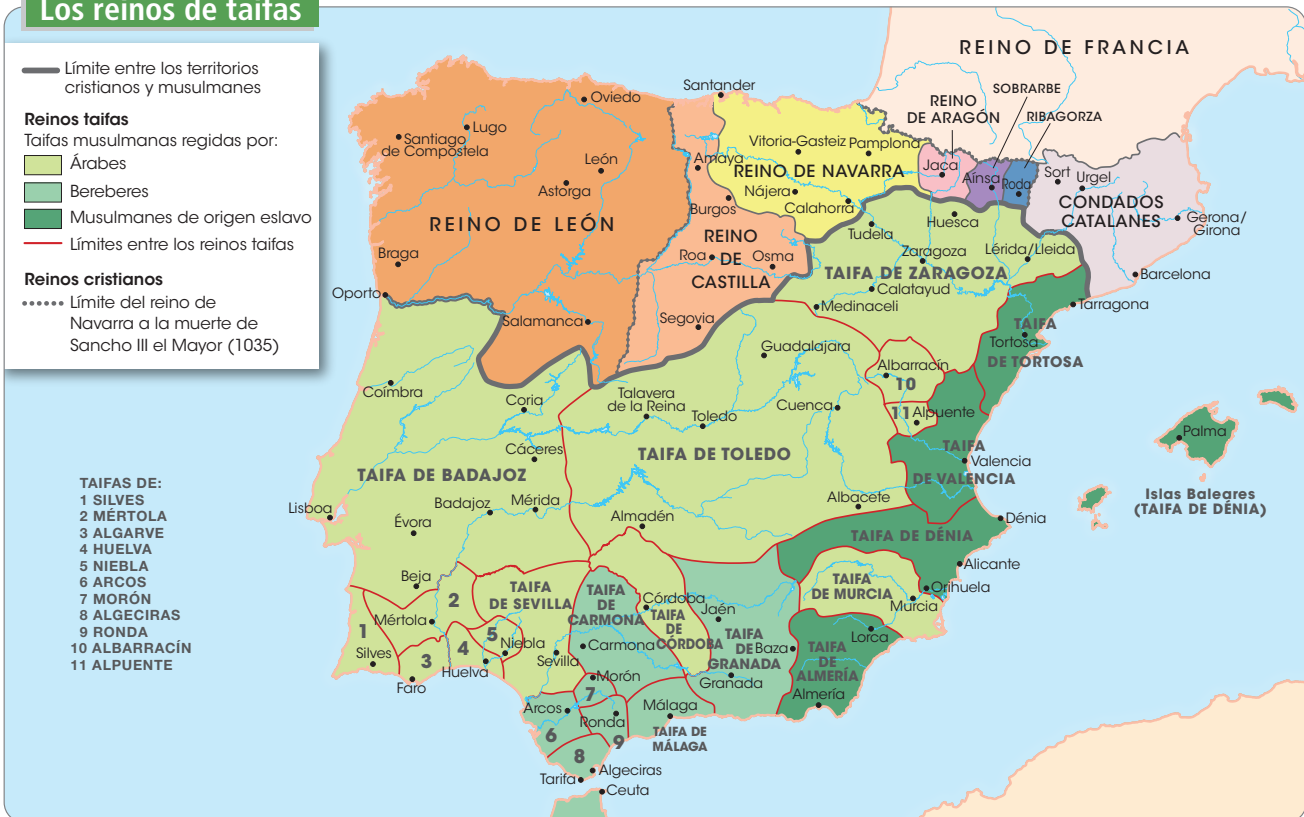 Los reinos de taifas
Límite entre los territorios
cristianos y musulmanes
Reinos taifas
Taifas musulmanas regidas por:
Árabes
Bereberes
Musulmanes de origen eslavo
Límites entre los reinos taifas
Reinos cristianos
Límite del reino de
Navarra a la muerte de
Sancho III el Mayor (1035)
REINO DE FRANCIA
Santander
Oviedo
SOBRARBE
REINO
DE ARAGÓN
RIBAGORZA
Lugo
Santiago
de Compostela
Vitoria-Gasteiz
Pamplona
León
Amaya
REINO DE NAVARRA
Jaca
Aínsa
Roda
Sort
Urgel
Astorga
Nájera
Burgos
Calahorra
CONDADOS
CATALANES
REINO DE LEÓN
Huesca
Gerona/
Girona
Tudela
REINO
DE
CASTILLA
Braga
Roa
Osma
Zaragoza
Lérida/Lleida
TAIFA DE ZARAGOZA
Barcelona
Oporto
Calatayud
Medinaceli
Tarragona
Salamanca
Segovia
TAIFA
Tortosa
DE TORTOSA
Guadalajara
Albarracín
10
Coimbra
Coria
Talavera
de la Reina
Cuenca
11
Alpuente
Toledo
Palma
Cáceres
TAIFA DE TOLEDO
TAIFA
Valencia
DE VALENCIA
TAIFA DE BADAJOZ
Islas Baleares
(TAIFA DE DÉNIA)
TAIFAS DE:
1 SILVES
2 MÉRTOLA
3 ALGARVE
4 HUELVA
5 NIEBLA
6 ARCOS
7 MORÓN
8 ALGECIRAS
9 RONDA
10 ALBARRACÍN
11 ALPUENTE
Lisboa
Badajoz
Mérida
Albacete
Évora
Almadén
Dénia
TAIFA DE DÉNIA
Alicante
Beja
2
TAIFA
DE SEVILLA
TAIFA
DE
CARMONA
Córdoba
TAIFA
DE
CÓRDOBA
Jaén
TAIFA
DE MURCIA
Orihuela
Murcia
Mértola
1
Silves
3
Faro
4
Huelva
5
Niebla
Sevilla
Carmona
TAIFA
DE
GRANADA
Baza
Granada
Lorca
TAIFA
DE
ALMERÍA
Almería
Morón
7
Arcos
6
Ronda
9
Málaga
TAIFA DE
MÁLAGA
8
Tarifa
Algeciras
Ceuta